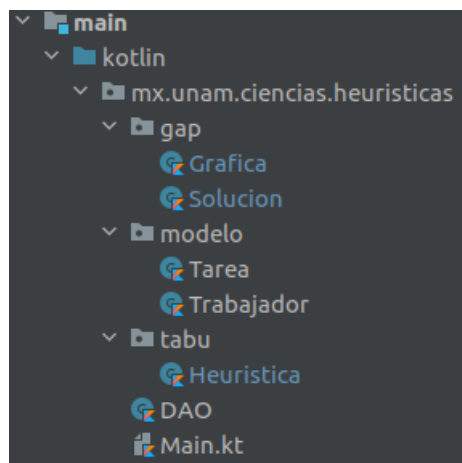 main
kotlin
mx.unam.ciencias.heuristicas
gap
Grafica
Solucion
modelo
Tarea
Trabajador
tabu
Heuristica
DAO
Main.kt